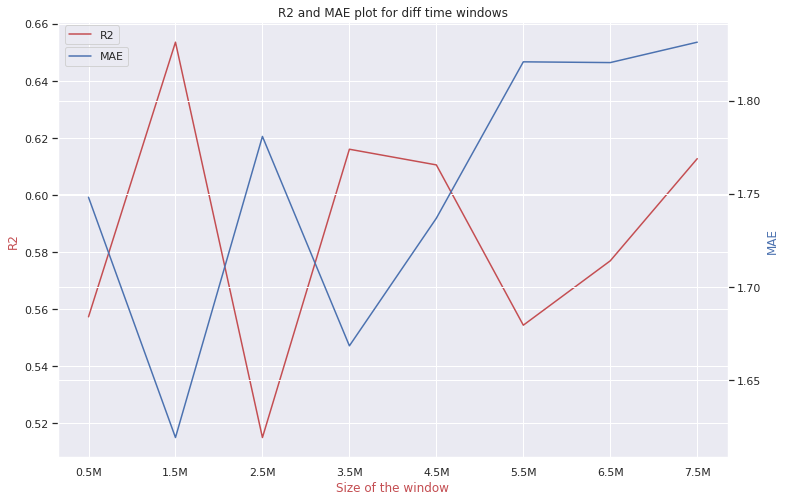 R2 and MAE plot for diff time windows
R2
MAE
0.66
0.64
0.62
0.60
0.58
0.56
0.54
0.52
R2
1.80
1.75
1.70
1.65
MAE
0.5M 1.5M 2.5M 3.5M 4.5M 5.5M 6.5M 7.5M
Size of the window